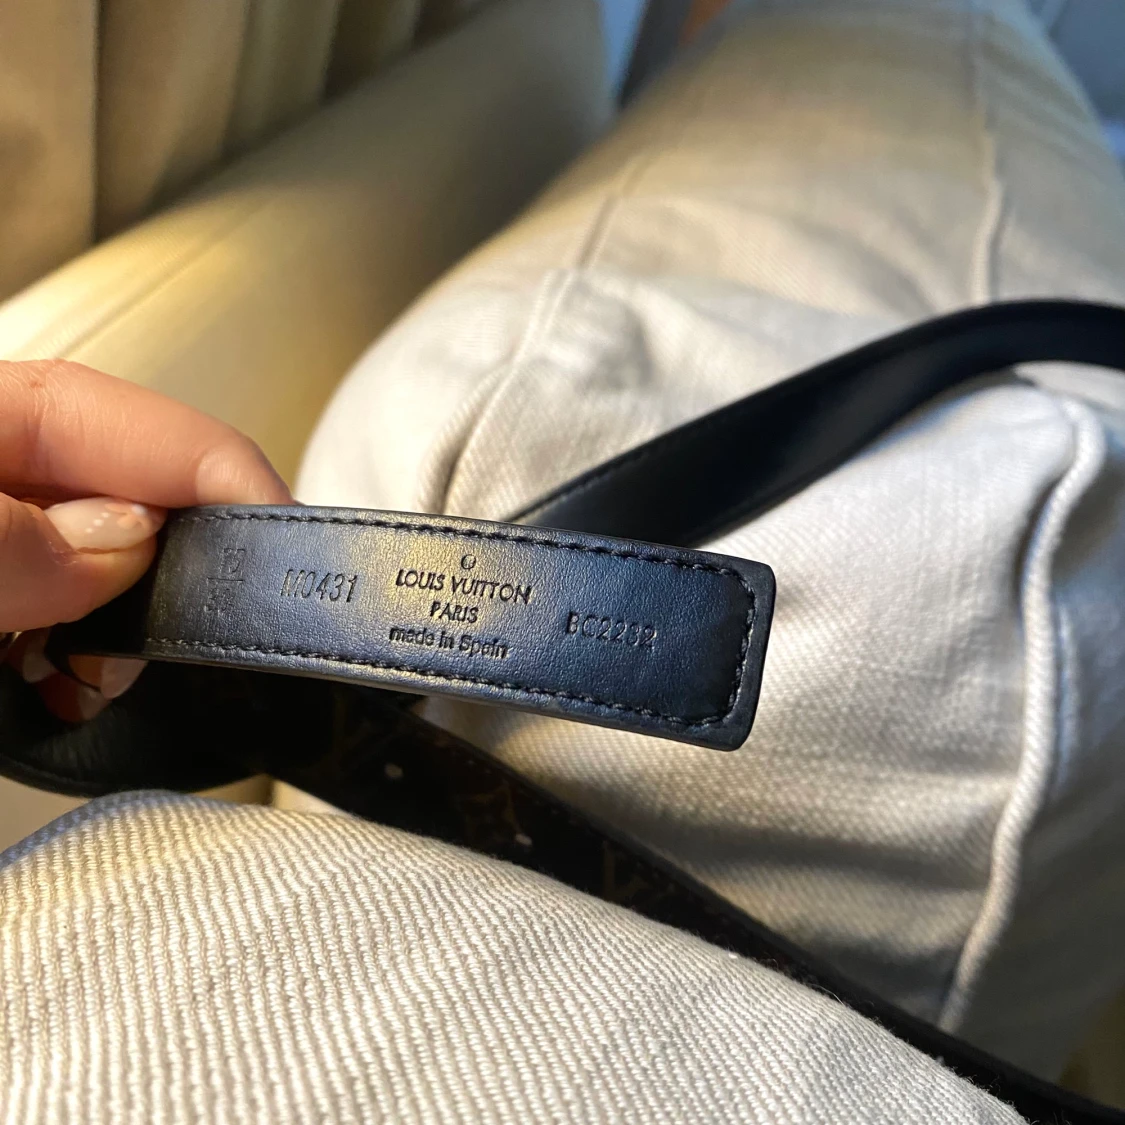 M0431
LOUIS VUITTON
PARIS
made in Spain
BC2232